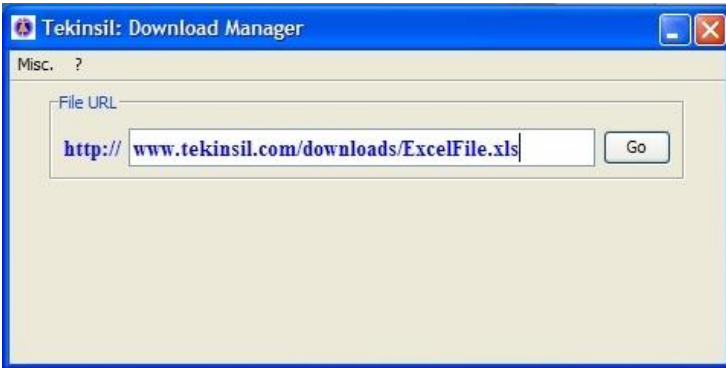 Tekinsil: Download Manager
Misc. ?
File URL
http:// www.tekinsil.com/downloads/ExcelFile.xls Go